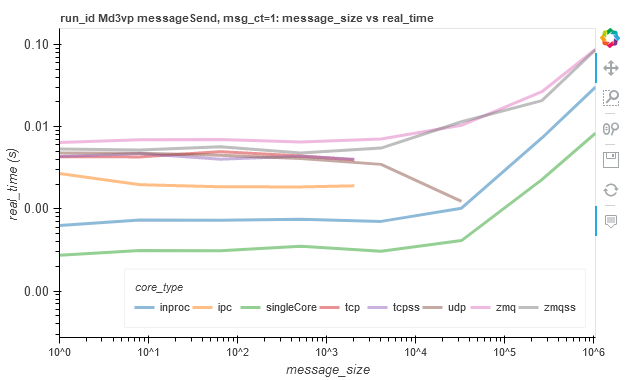 run_id Md3vp messageSend, msg_ct=1: message_size vs real_time
0.10
0.01
0.00
0.00
real_time (s)
core_type
inproc ipc singleCore tcp tcpss udp zmq zmqss
10^0 10^1 10^2 10^3 10^4 10^5 10^6
message_size